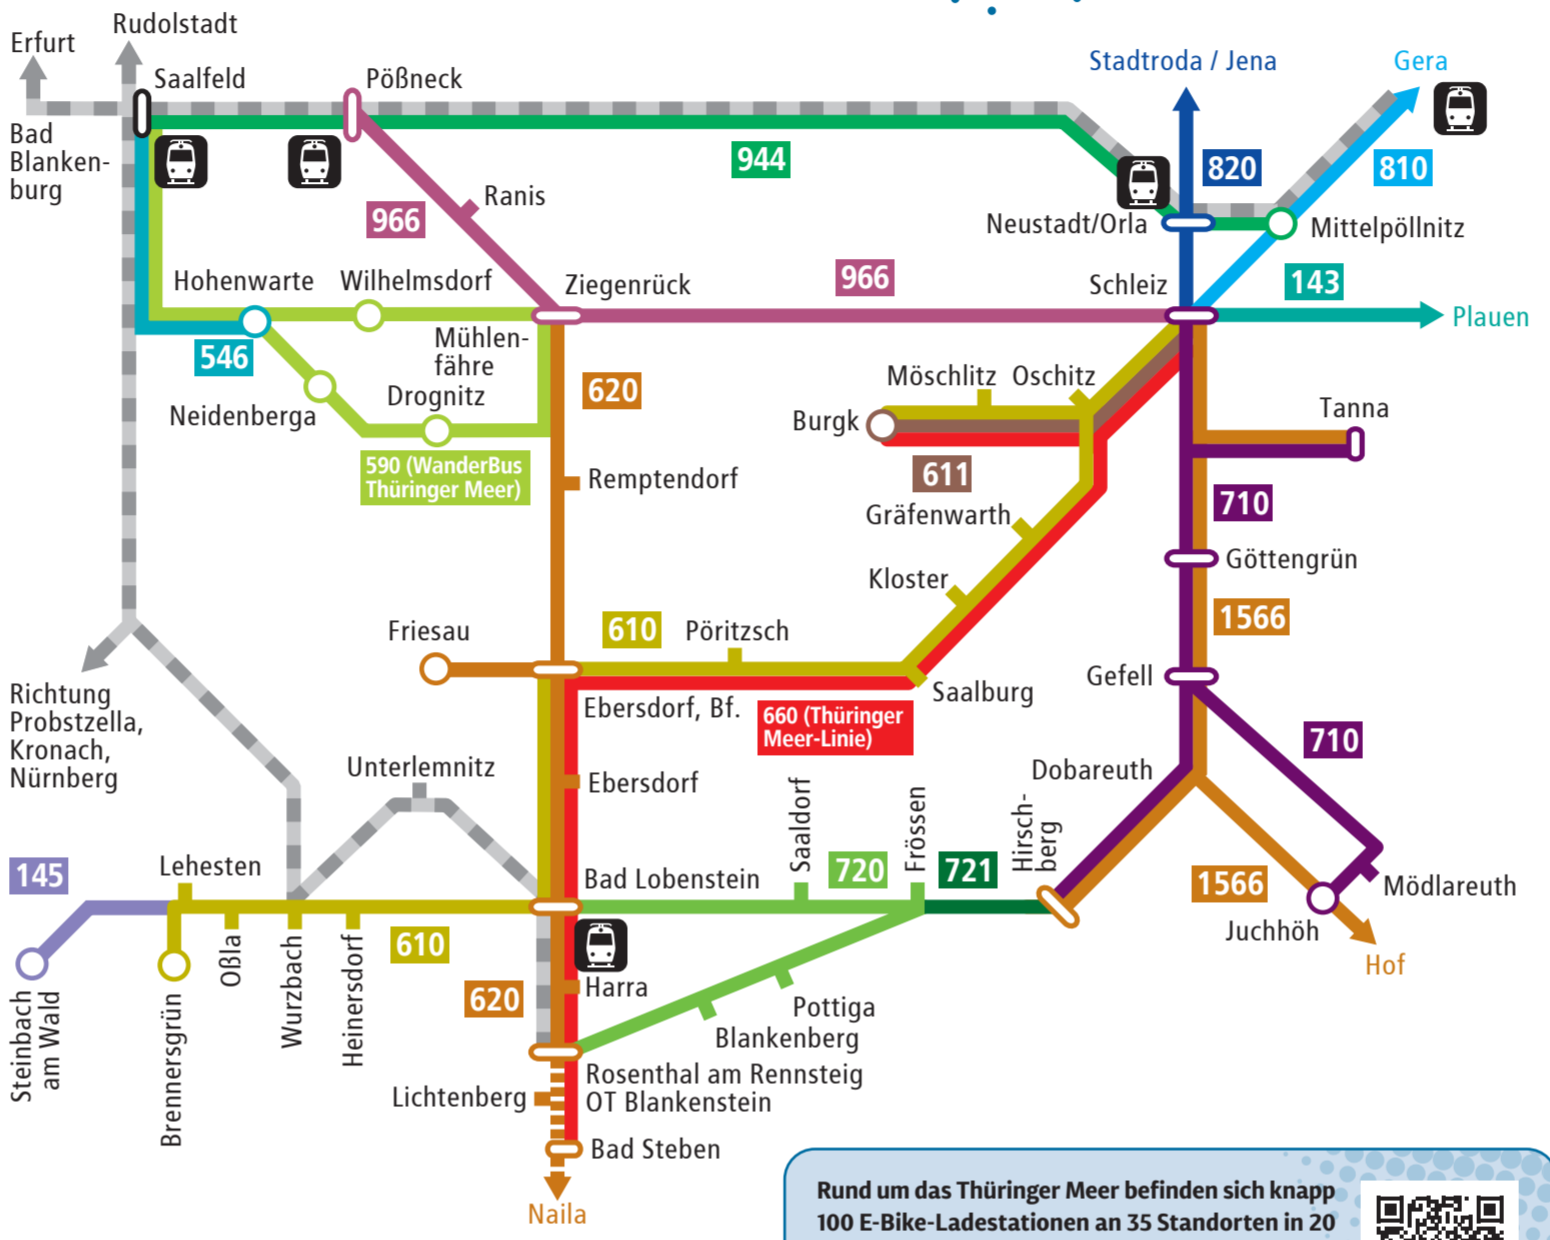 Rudolstadt
Erfurt
Saalfeld
Pößneck
Stadtroda / Jena
Gera
Bad
Blanken-
burg
944
820
810
Ranis
966
Neustadt/Orla
Mittelpöllnitz
Hohenwarte
Wilhelmsdorf
Ziegenrück
966
Schleiz
143
Plauen
546
Mühlen-
fähre
Drognitz
Neidenberga
620
Möschlitz
Oschitz
Burgk
Tanna
590 (WanderBus
Thüringer Meer)
Remptendorf
611
710
Gräfenwarth
Göttengrün
Kloster
1566
Friesau
610
Pöritzsch
Gefell
Saalburg
Ebersdorf, Bf.
660 (Thüringer
Meer-Linie)
710
Richtung
Probstzella,
Kronach,
Nürnberg
Unterlemnitz
Ebersdorf
Dobareuth
Saaldorf
Frössen
Hirsch-
berg
145
Lehesten
Bad Lobenstein
720
721
1566
Mödlareuth
Juchhöh
Hof
610
Steinbach
am Wald
Brennersgrün
Oßla
Wurzbach
Heinersdorf
620
Harra
Pottiga
Blankenberg
Rosenthal am Rennsteig
OT Blankenstein
Lichtenberg
Bad Steben
Naila
Rund um das Thüringer Meer befinden sich knapp
100 E-Bike-Ladestationen an 35 Standorten in 20